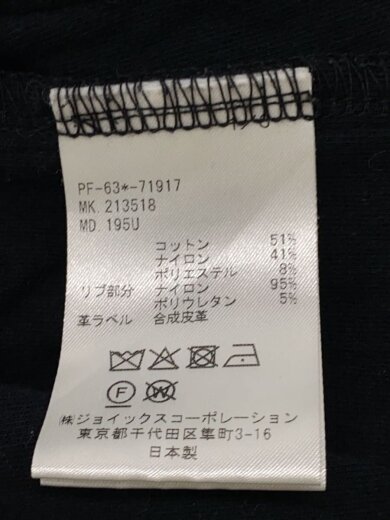 PF-63*-71917
MK.213518
MD.195U
コットン 51%
ナイロン 41%
ポリエステル 8%
リブ部分 ナイロン 95%
ポリウレタン 5%
革ラベル 合成皮革
F W
㈱ジョイックスコーポレーション
東京都千代田区隼町3-16
日本製